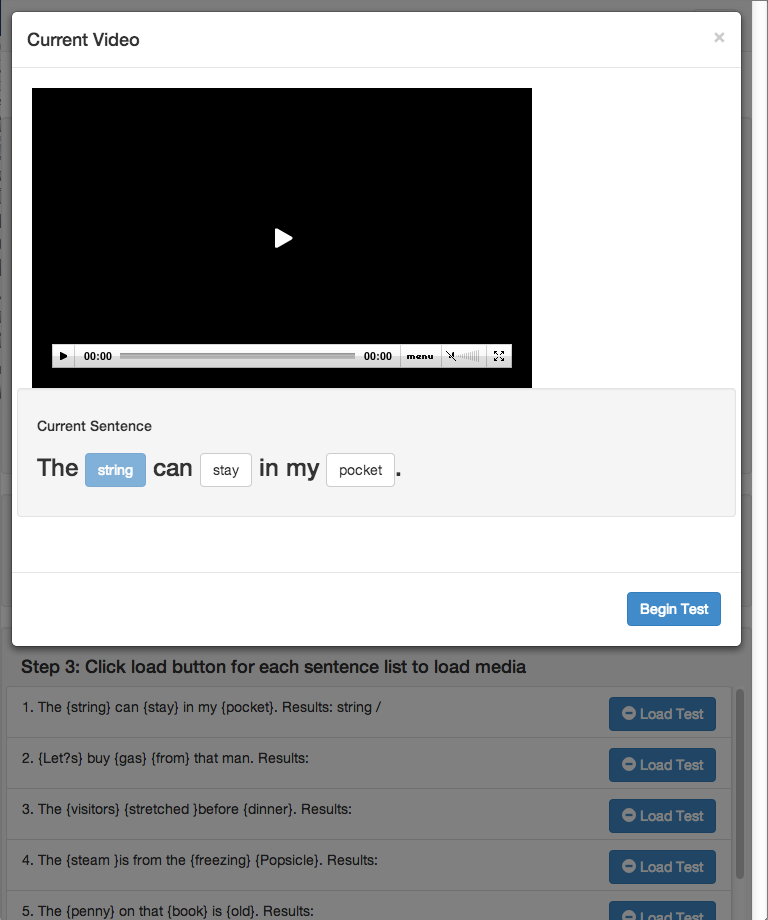 Current Video ×
00:00 00:00 menu
Current Sentence
The string can stay in my pocket.
Begin Test
Step 3: Click load button for each sentence list to load media
1. The {string} can {stay} in my {pocket}. Results: string / Load Test
2. {Let?s} buy {gas} {from} that man. Results: Load Test
3. The {visitors} {stretched }before {dinner}. Results: Load Test
4. The {steam }is from the {freezing} {Popsicle}. Results: Load Test
5. The {penny} on that {book} is {old}. Results: Load Test